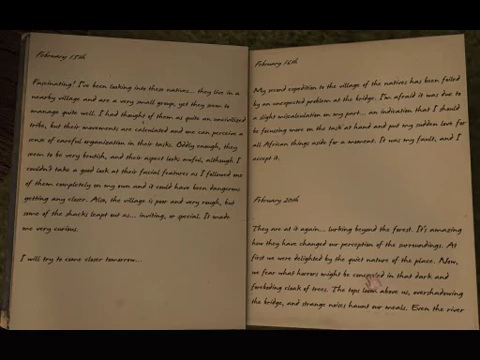 February 15th
Fascinating! I've been looking into these natives... they live in a
nearby village and are a very small group, yet they seem to
manage quite well. I had thought of them as quite an uncivilized
tribe, but their movements are calculated and one can perceive a
sense of careful organization in their tasks. Oddly enough, they
seem to be very brutish, and their aspect looks awful, although I
couldn't take a good look at their facial features as I followed one
of them completely on my own and it could have been dangerous
getting any closer. Also, the village is poor and very rough, but
some of the shacks leapt out as... inviting, or special. It made
me very curious.
I will try to come closer tomorrow...
February 16th
My second expedition to the village of the natives has been foiled
by an unexpected problem at the bridge. I'm afraid it was due to
a slight miscalculation on my part... an indication that I should
be focusing more on the task at hand and put my sudden love for
all African things aside for a moment. It was my fault, and I
accept it.
February 20th
They are at it again... lurking beyond the forest. It's amazing
how they have changed our perception of the surroundings. At
first we were delighted by the quiet nature of the place. Now,
we fear what horrors might be concealed in that dark and
foreboding cloak of trees. The tops loom above us, overshadowing
the bridge, and strange noises haunt our meals. Even the river